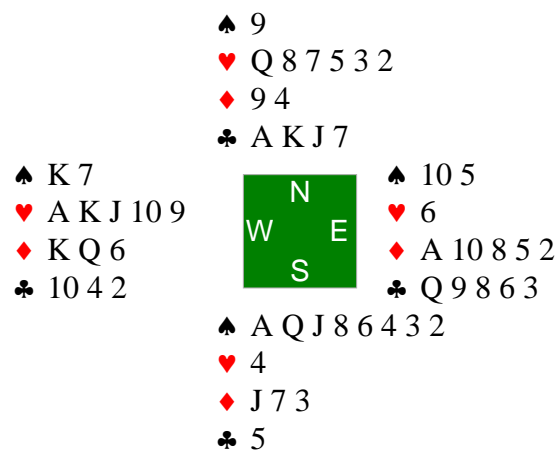 ♠ 9
♥ Q 8 7 5 3 2
♦ 9 4
♣ A K J 7
♠ K 7
♥ A K J 10 9
♦ K Q 6
♣ 10 4 2
N
W E
S
♠ 10 5
♥ 6
♦ A 10 8 5 2
♣ Q 9 8 6 3
♠ A Q J 8 6 4 3 2
♥ 4
♦ J 7 3
♣ 5